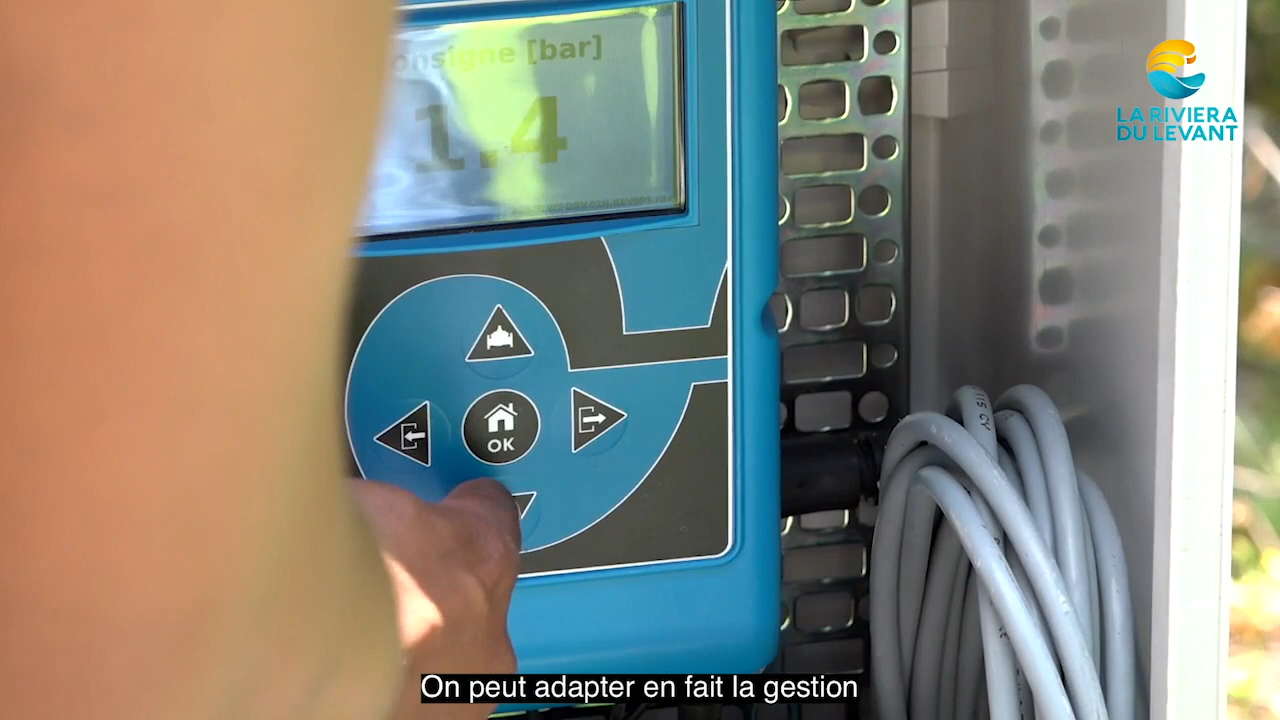 onsigne [bar]
1.4
LA RIVIERA
DU LEVANT
OK
On peut adapter en fait la gestion